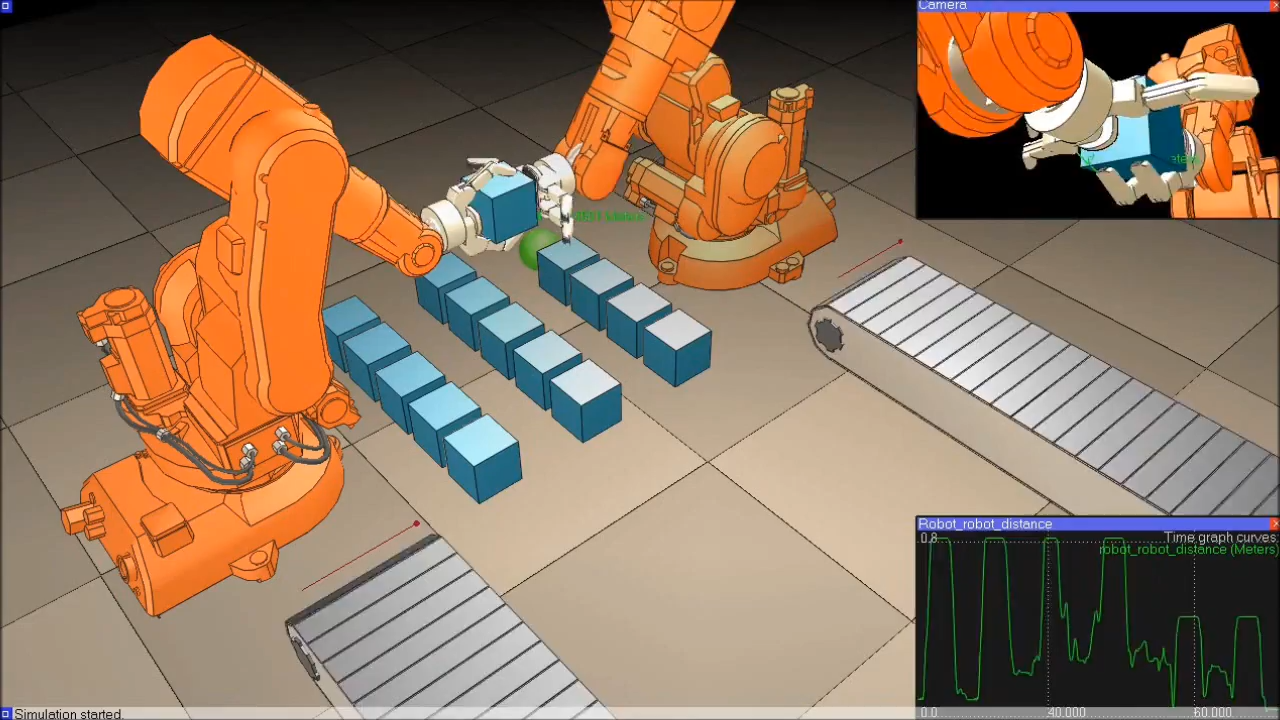 Camera
Robot_robot_distance
0.8
Time graph curves
robot_robot_distance (Meters)
0.0
40.000
60.000
Simulation started.